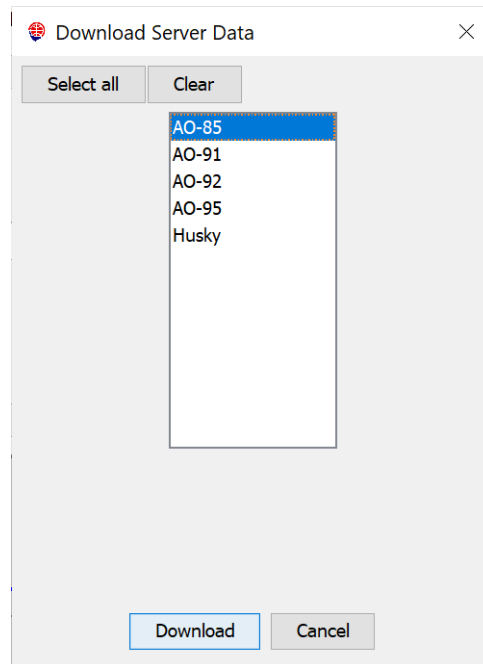 Download Server Data
Select all Clear
AO-85
AO-91
AO-92
AO-95
Husky
Download Cancel